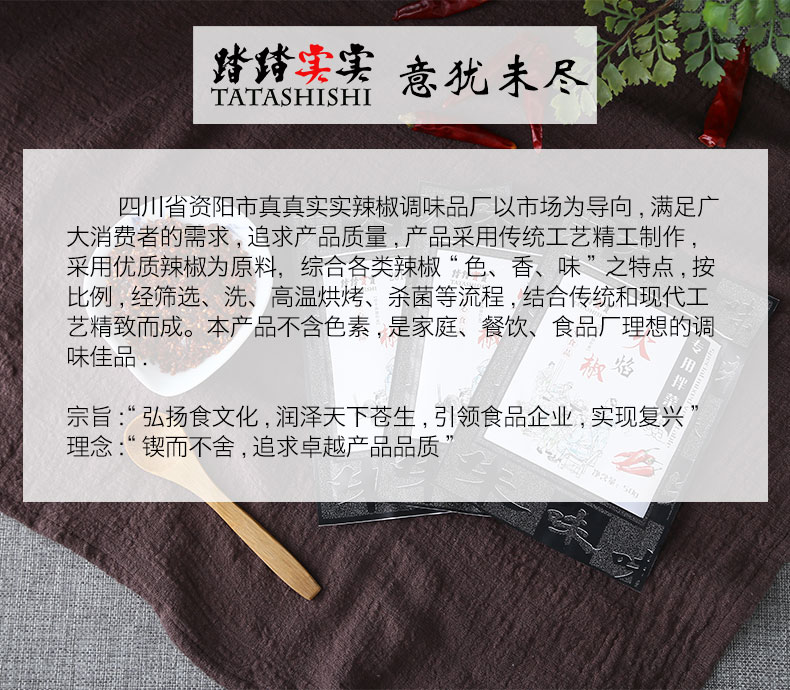 踏踏实实 意犹未尽
TATASHISHI
四川省资阳市真真实实辣椒调味品厂以市场为导向，满足广
大消费者的需求，追求产品质量，产品采用传统工艺精工制作，
采用优质辣椒为原料， 综合各类辣椒“色、香、味”之特点，按
比例，经筛选、洗、高温烘烤、杀菌等流程，结合传统和现代工
艺精致而成。本产品不含色素，是家庭、餐饮、食品厂理想的调
味佳品.
宗旨：“弘扬食文化，润泽天下苍生，引领食品企业，实现复兴”
理念：“锲而不舍，追求卓越产品品质”
椒
椒
火焰
味